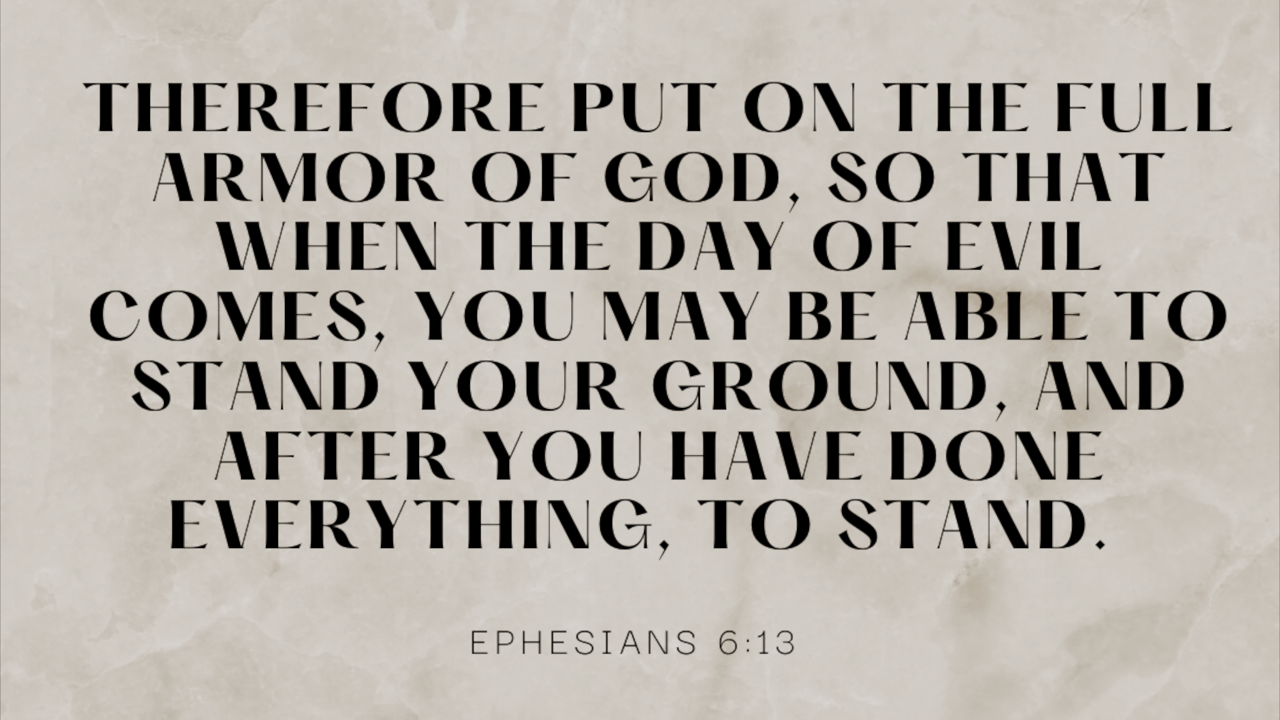 THEREFORE PUT ON THE FULL
ARMOR OF GOD, SO THAT
WHEN THE DAY OF EVIL
COMES, YOU MAY BE ABLE TO
STAND YOUR GROUND, AND
AFTER YOU HAVE DONE
EVERYTHING, TO STAND.
EPHESIANS 6:13